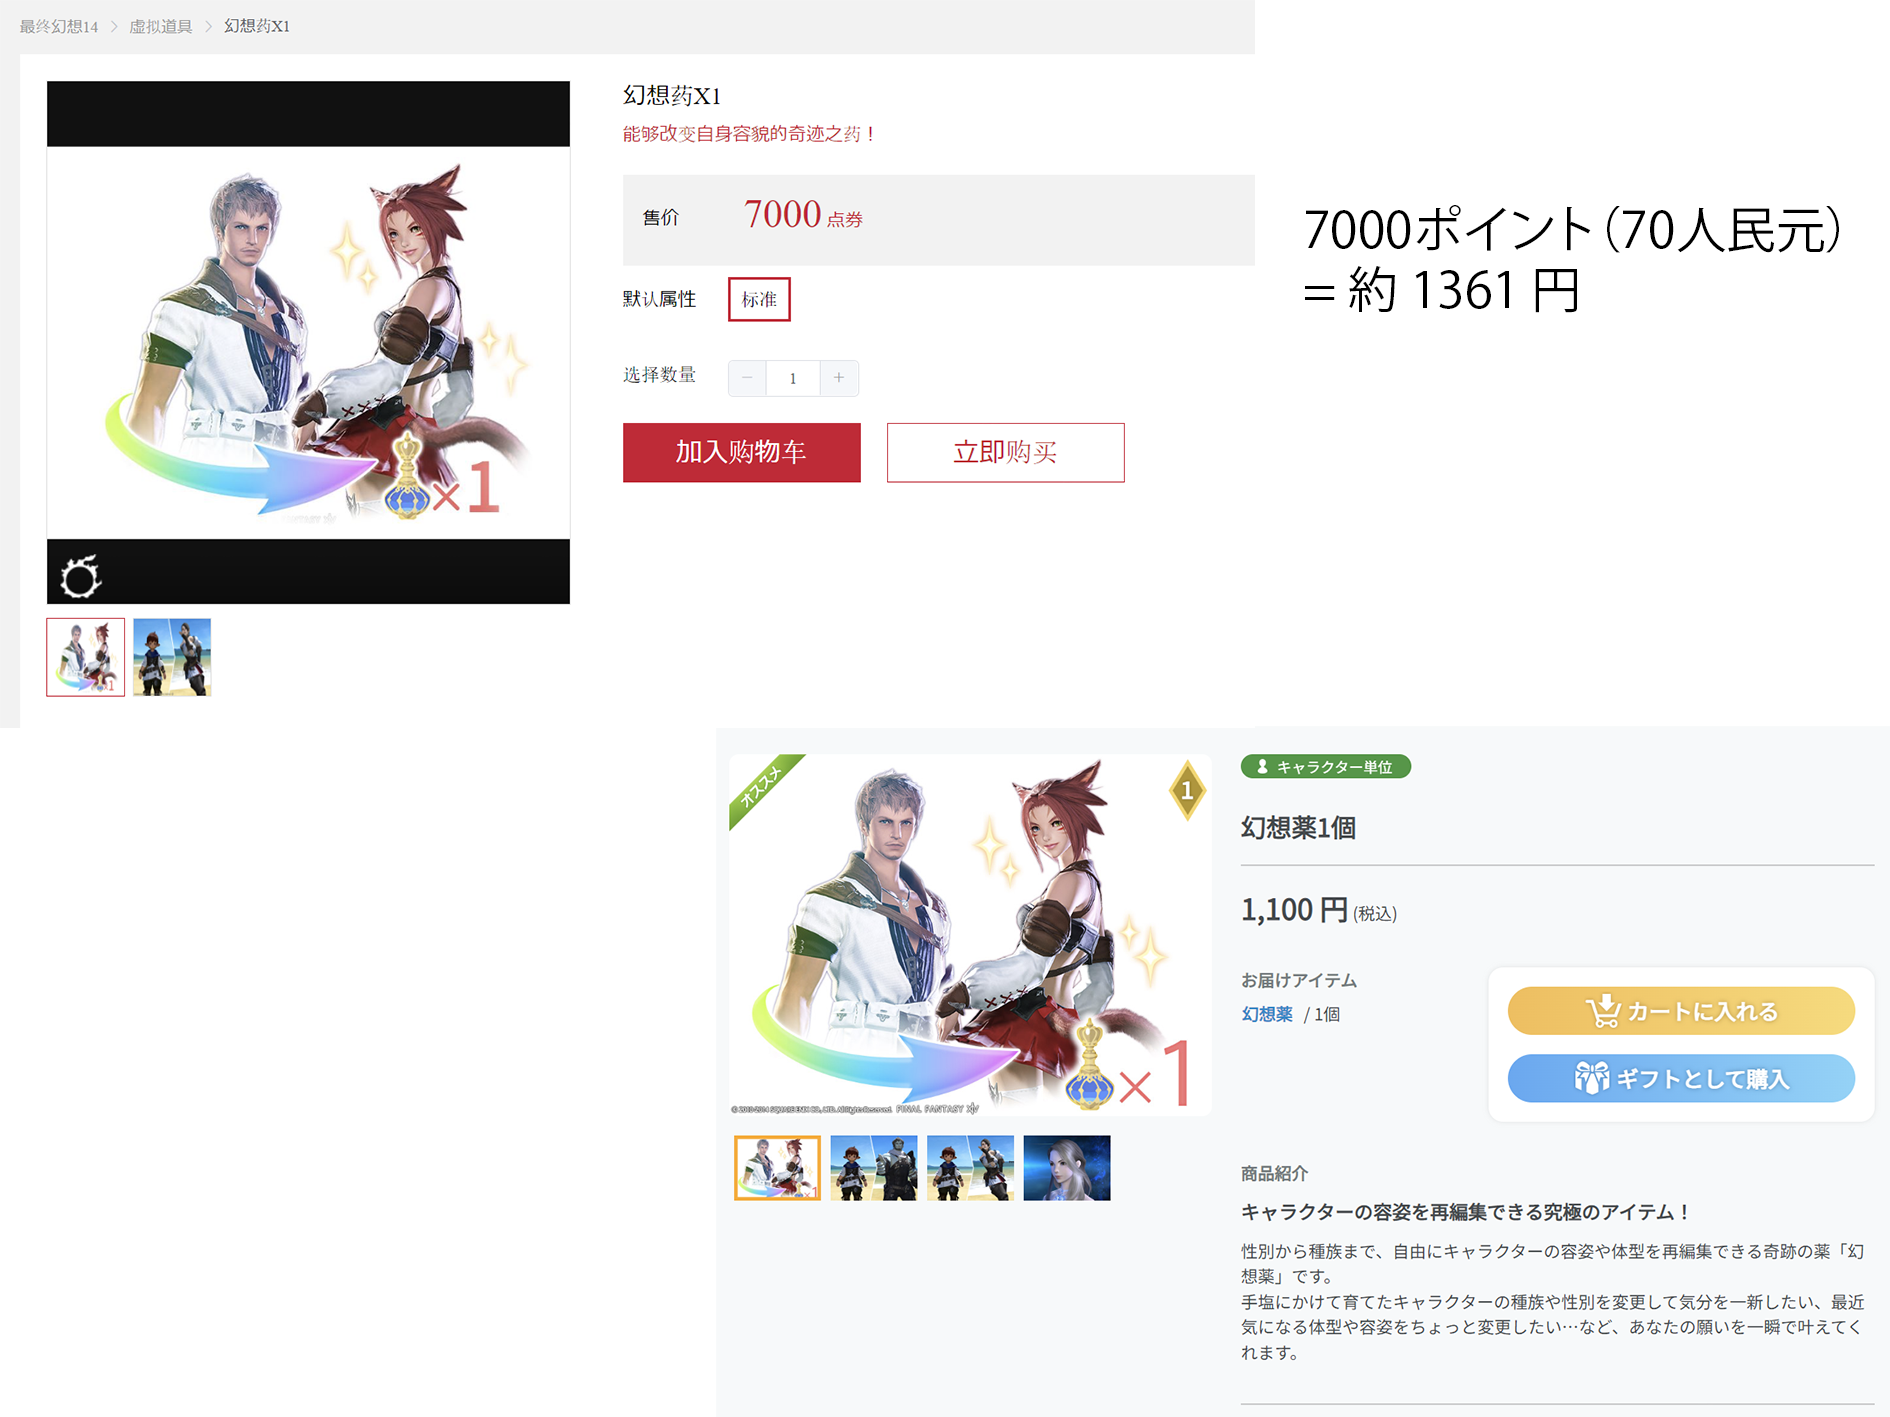 最终幻想14 > 虚拟道具 > 幻想药X1
幻想药X1
能够改变自身容貌的奇迹之药！
售价 7000 点券
默认属性 标准
选择数量 − 1 +
加入购物车 立即购买
×1
7000ポイント（70人民元）
= 約 1361 円
オススメ
1
×1
FINAL FANTASY XIV
キャラクター単位
幻想薬1個
1,100 円 (税込)
お届けアイテム
幻想薬 / 1個
カートに入れる
ギフトとして購入
商品紹介
キャラクターの容姿を再編集できる究極のアイテム！
性別から種族まで、自由にキャラクターの容姿や体型を再編集できる奇跡の薬「幻
想薬」です。
手塩にかけて育てたキャラクターの種族や性別を変更して気分を一新したい、最近
気になる体型や容姿をちょっと変更したい…など、あなたの願いを一瞬で叶えてく
れます。